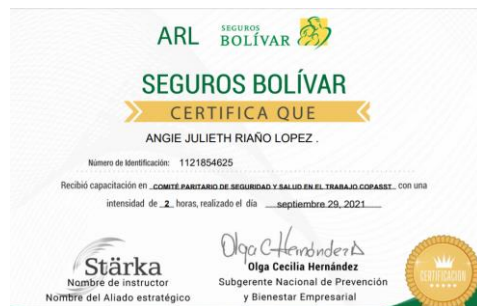 ARL SEGUROS BOLÍVAR
SEGUROS BOLÍVAR
CERTIFICA QUE
ANGIE JULIETH RIAÑO LOPEZ .
Número de Identificación: 1121854625
Recibió capacitación en COMITÉ PARITARIO DE SEGURIDAD Y SALUD EN EL TRABAJO COPASST con una
intensidad de 2 horas, realizado el día septiembre 29, 2021
Olga C Hernández A
Stärka
Olga Cecilia Hernández
Nombre de instructor
Subgerente Nacional de Prevención
Nombre del Aliado estratégico
y Bienestar Empresarial
CERTIFICACIÓN